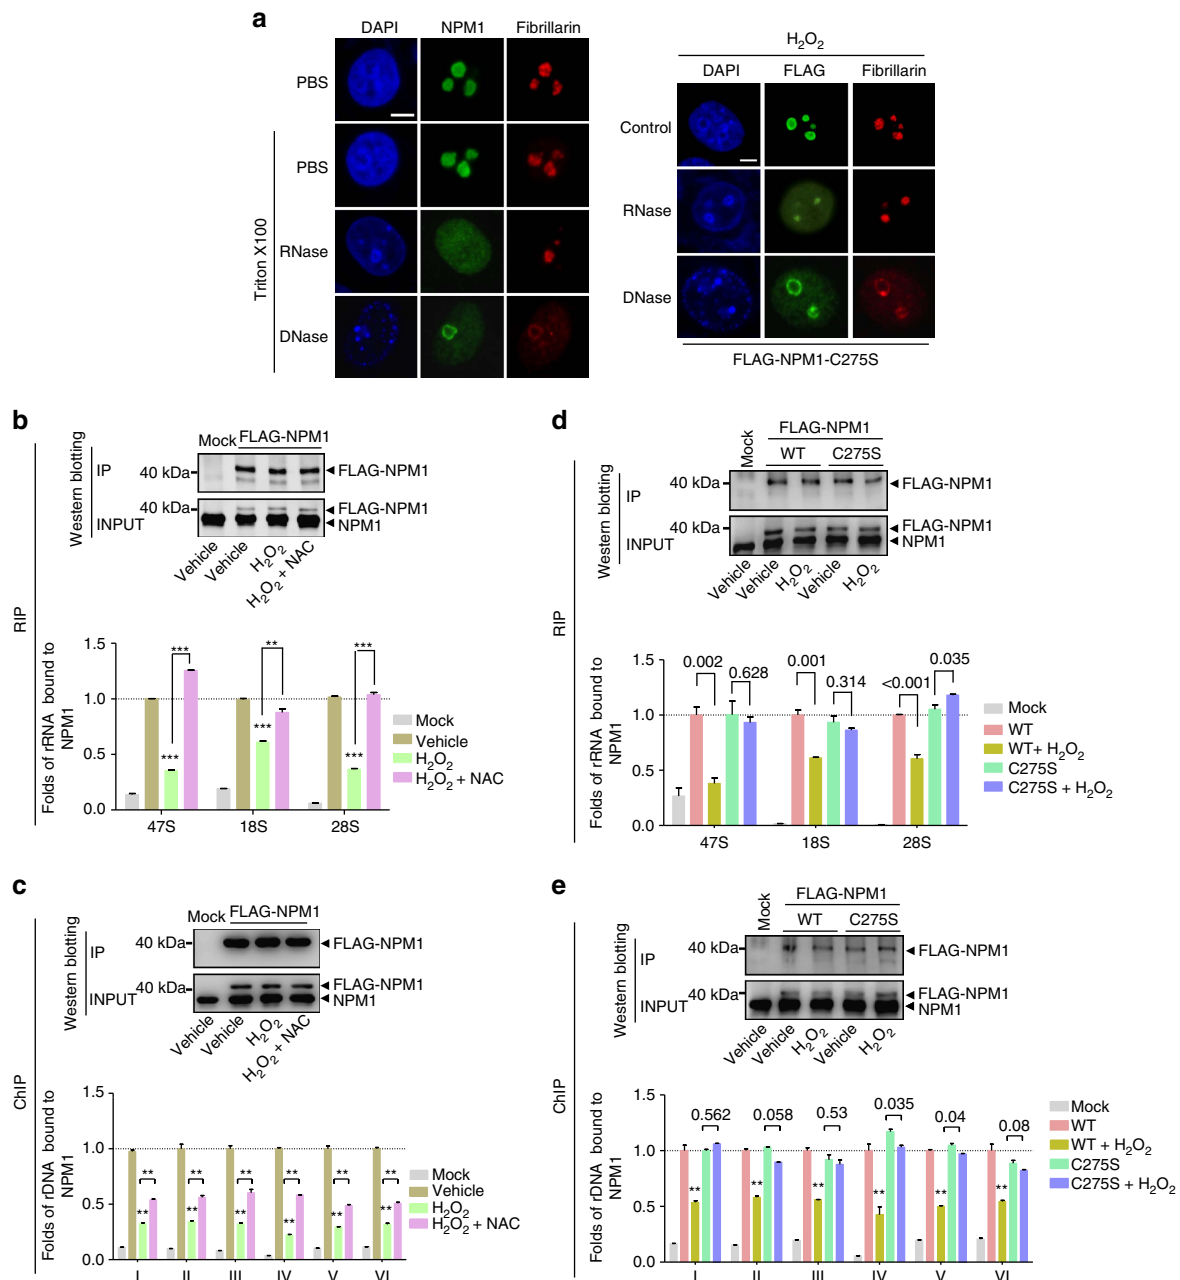 a
DAPI NPM1 Fibrillarin
PBS
PBS
RNase
DNase
Triton X100
H2O2
DAPI FLAG Fibrillarin
Control
RNase
DNase
FLAG-NPM1-C275S
b
RIP
Western blotting
Mock FLAG-NPM1
IP 40 kDa FLAG-NPM1
INPUT 40 kDa FLAG-NPM1
NPM1
Vehicle Vehicle H2O2 H2O2 + NAC
Folds of rRNA bound to NPM1
1.5
1.0
0.5
0.0
*** ** ***
*** *** ***
47S 18S 28S
Mock
Vehicle
H2O2
H2O2 + NAC
d
RIP
Western blotting
Mock
FLAG-NPM1
WT C275S
IP 40 kDa FLAG-NPM1
INPUT 40 kDa FLAG-NPM1
NPM1
Vehicle Vehicle H2O2 Vehicle H2O2
Folds of rRNA bound to NPM1
1.5
1.0
0.5
0.0
0.002 0.628 0.001 0.314 <0.001 0.035
47S 18S 28S
Mock
WT
WT+ H2O2
C275S
C275S + H2O2
c
ChIP
Western blotting
Mock FLAG-NPM1
IP 40 kDa FLAG-NPM1
INPUT 40 kDa FLAG-NPM1
NPM1
Vehicle Vehicle H2O2 H2O2 + NAC
Folds of rDNA bound to NPM1
1.5
1.0
0.5
0.0
** ** ** ** ** **
** ** ** ** ** **
I II III IV V VI
Mock
Vehicle
H2O2
H2O2 + NAC
e
ChIP
Western blotting
Mock
FLAG-NPM1
WT C275S
IP 40 kDa FLAG-NPM1
INPUT 40 kDa FLAG-NPM1
NPM1
Vehicle Vehicle H2O2 Vehicle H2O2
Folds of rDNA bound to NPM1
1.5
1.0
0.5
0.0
0.562 0.058 0.53 0.035 0.04 0.08
** ** ** ** ** **
I II III IV V VI
Mock
WT
WT + H2O2
C275S
C275S + H2O2